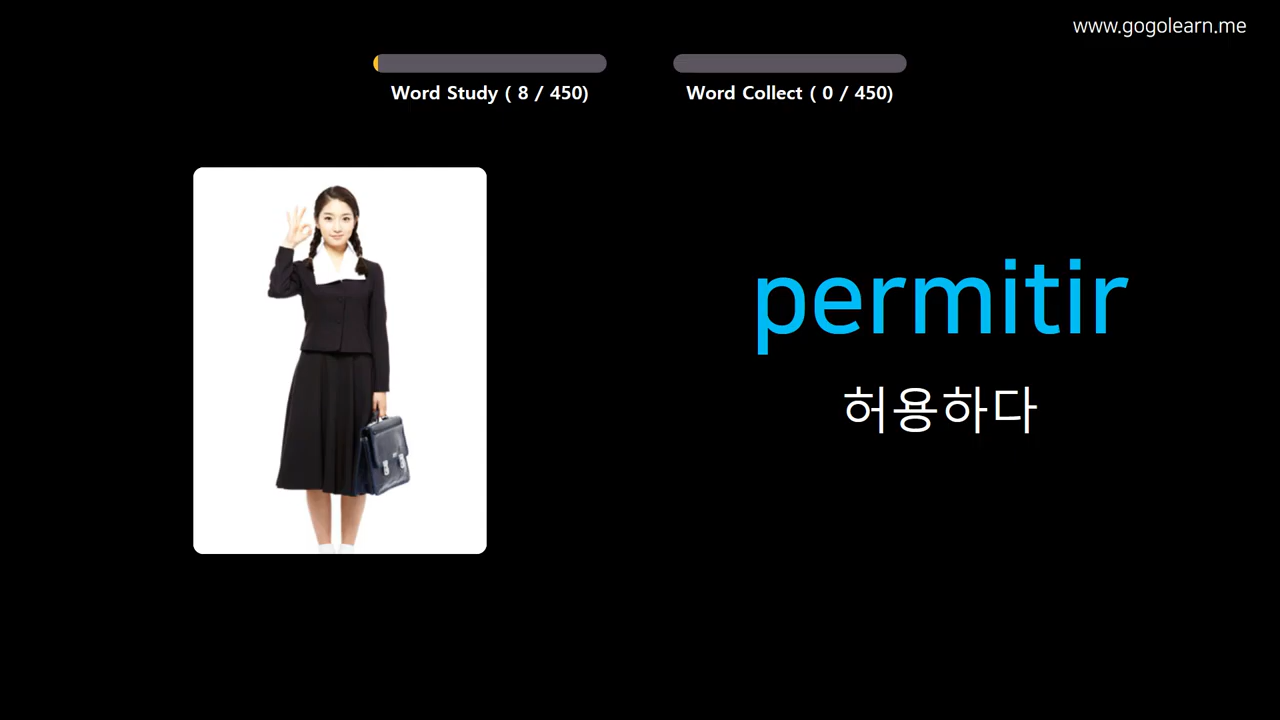 www.gogolearn.me
Word Study ( 8 / 450)
Word Collect ( 0 / 450)
permitir
허용하다